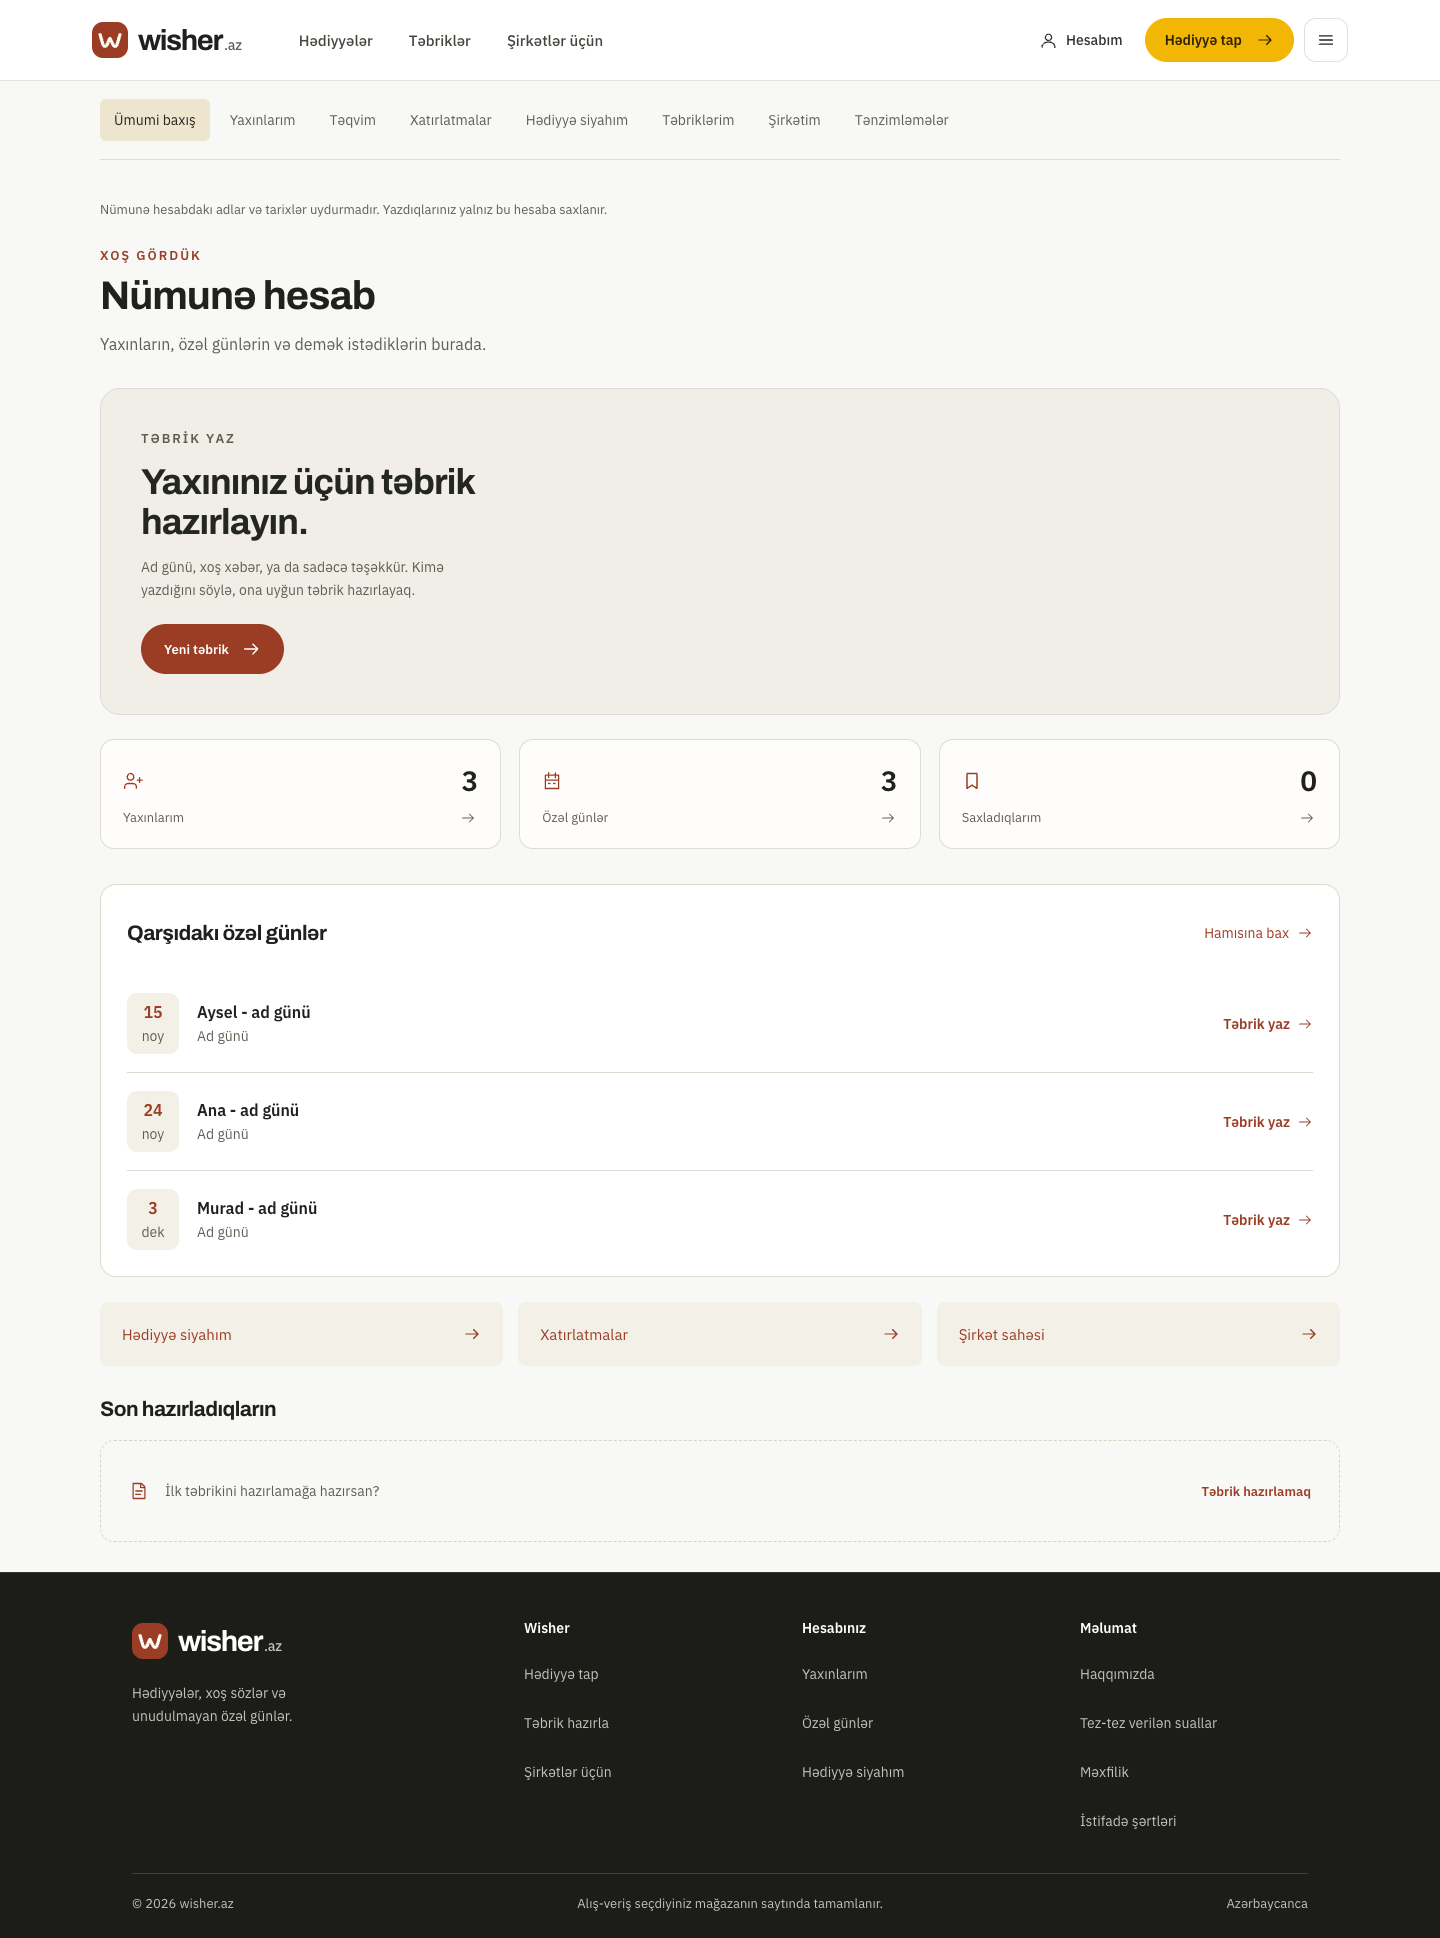 wisher.az
Hədiyyələr
Təbriklər
Şirkətlər üçün
Hesabım
Hədiyyə tap
Ümumi baxış
Yaxınlarım
Təqvim
Xatırlatmalar
Hədiyyə siyahım
Təbriklərim
Şirkətim
Tənzimləmələr
Nümunə hesabdakı adlar və tarixlər uydurmadır. Yazdıqlarınız yalnız bu hesaba saxlanır.
XOŞ GÖRDÜK
Nümunə hesab
Yaxınların, özəl günlərin və demək istədiklərin burada.
TƏBRİK YAZ
Yaxınınız üçün təbrik
hazırlayın.
Ad günü, xoş xəbər, ya da sadəcə təşəkkür. Kimə
yazdığını söylə, ona uyğun təbrik hazırlayaq.
Yeni təbrik
3
Yaxınlarım
3
Özəl günlər
0
Saxladıqlarım
Qarşıdakı özəl günlər
Hamısına bax
15
noy
Aysel - ad günü
Ad günü
Təbrik yaz
24
noy
Ana - ad günü
Ad günü
Təbrik yaz
3
dek
Murad - ad günü
Ad günü
Təbrik yaz
Hədiyyə siyahım
Xatırlatmalar
Şirkət sahəsi
Son hazırladıqların
İlk təbrikini hazırlamağa hazırsan?
Təbrik hazırlamaq
wisher.az
Hədiyyələr, xoş sözlər və
unudulmayan özəl günlər.
Wisher
Hədiyyə tap
Təbrik hazırla
Şirkətlər üçün
Hesabınız
Yaxınlarım
Özəl günlər
Hədiyyə siyahım
Məlumat
Haqqımızda
Tez-tez verilən suallar
Məxfilik
İstifadə şərtləri
© 2026 wisher.az
Alış-veriş seçdiyiniz mağazanın saytında tamamlanır.
Azərbaycanca